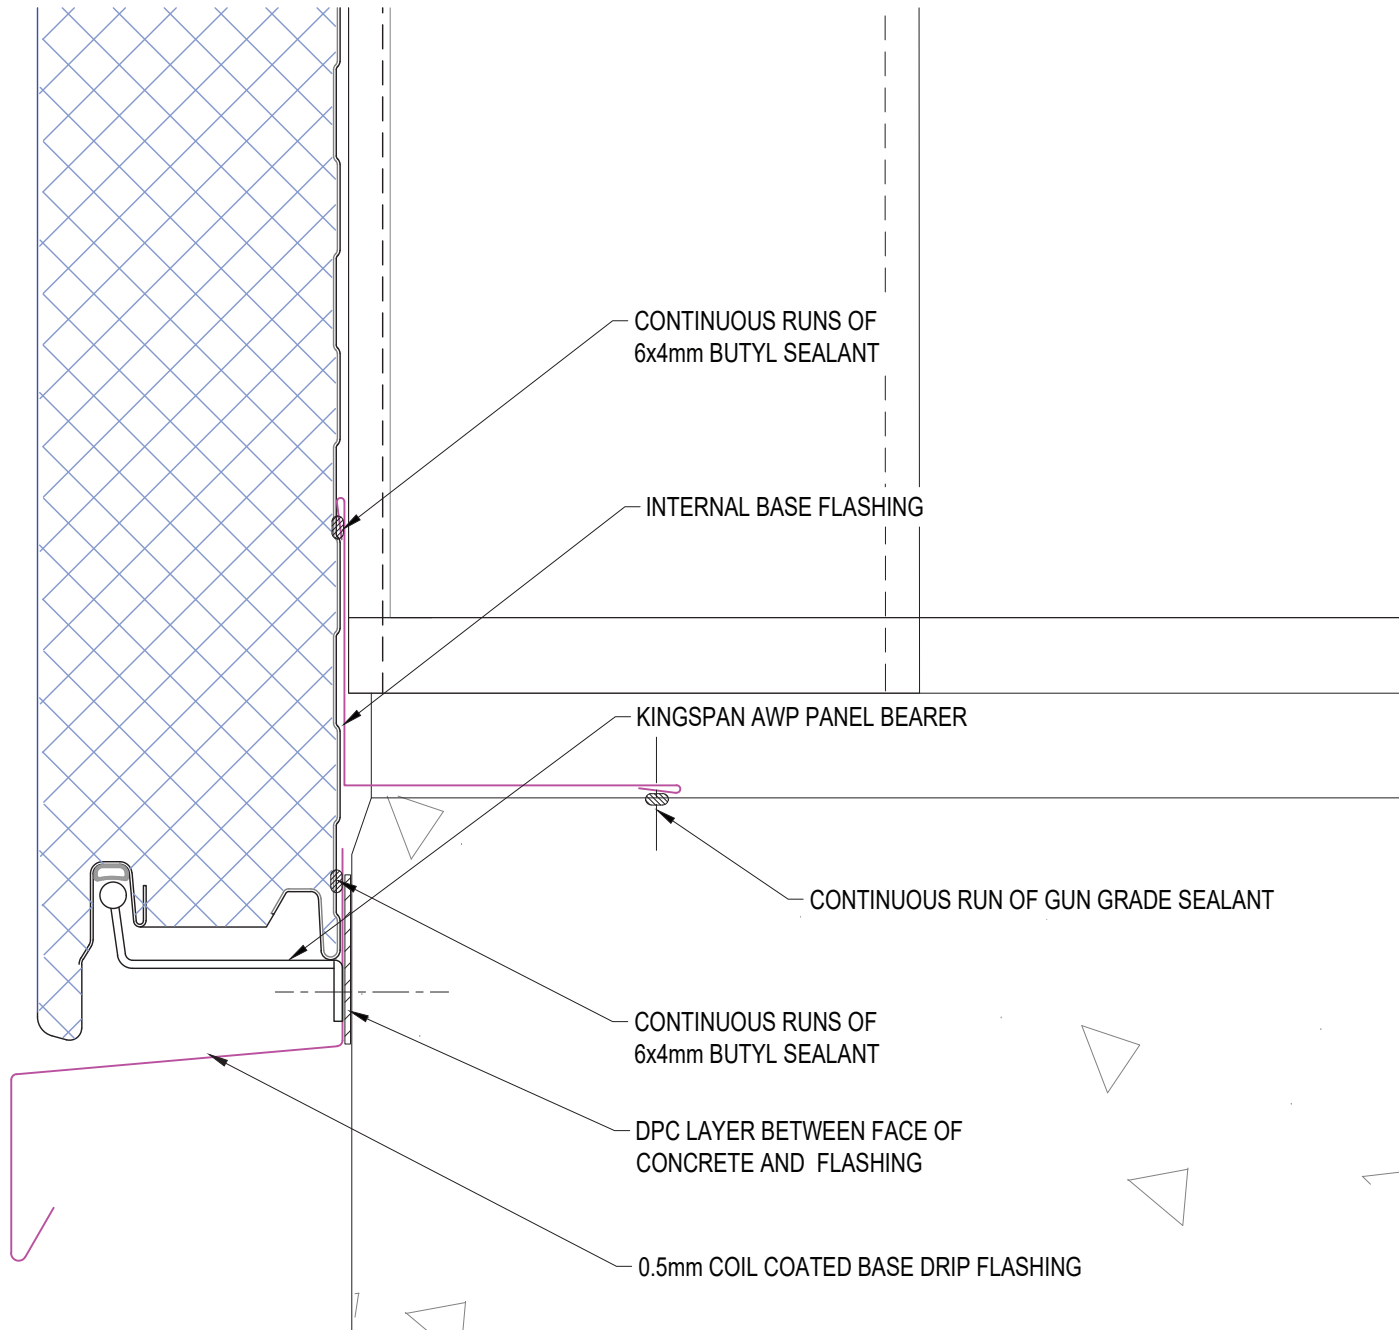 CONTINUOUS RUNS OF
6x4mm BUTYL SEALANT
INTERNAL BASE FLASHING
KINGSPAN AWP PANEL BEARER
CONTINUOUS RUN OF GUN GRADE SEALANT
CONTINUOUS RUNS OF
6x4mm BUTYL SEALANT
DPC LAYER BETWEEN FACE OF
CONCRETE AND FLASHING
0.5mm COIL COATED BASE DRIP FLASHING